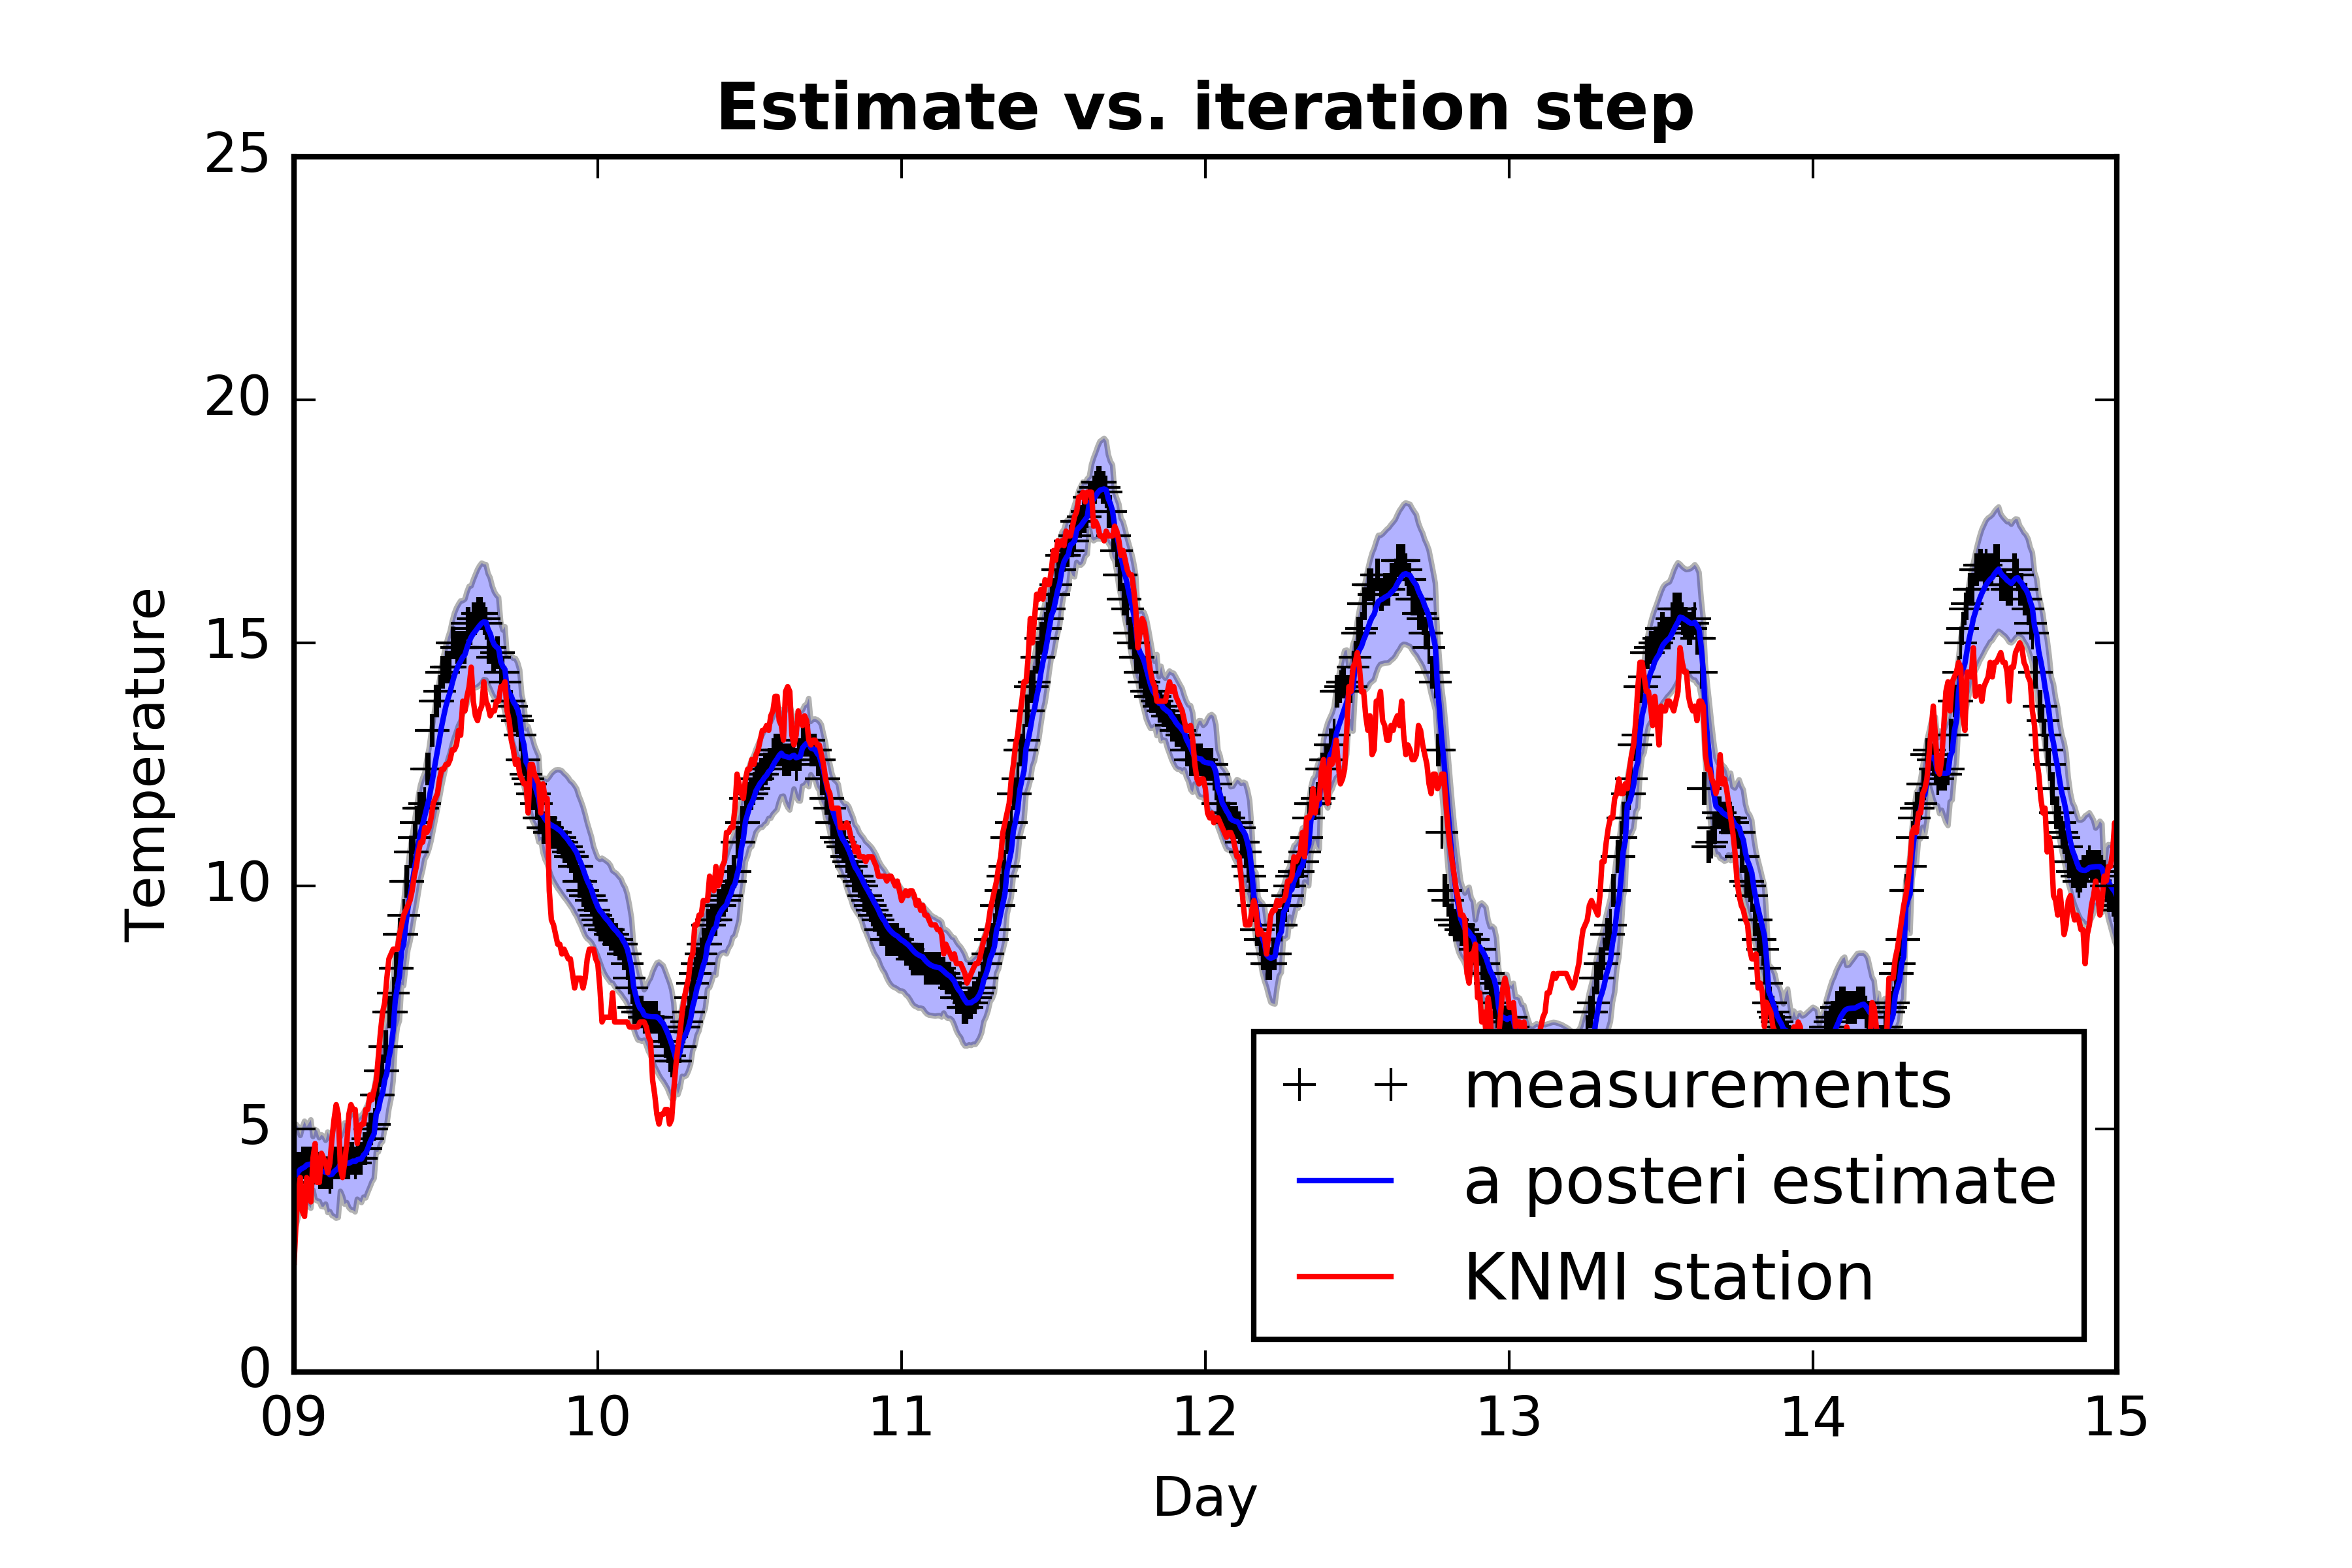 Estimate vs. iteration step
25
20
15
10
5
0
Temperature
measurements
a posteri estimate
KNMI station
09 10 11 12 13 14 15
Day